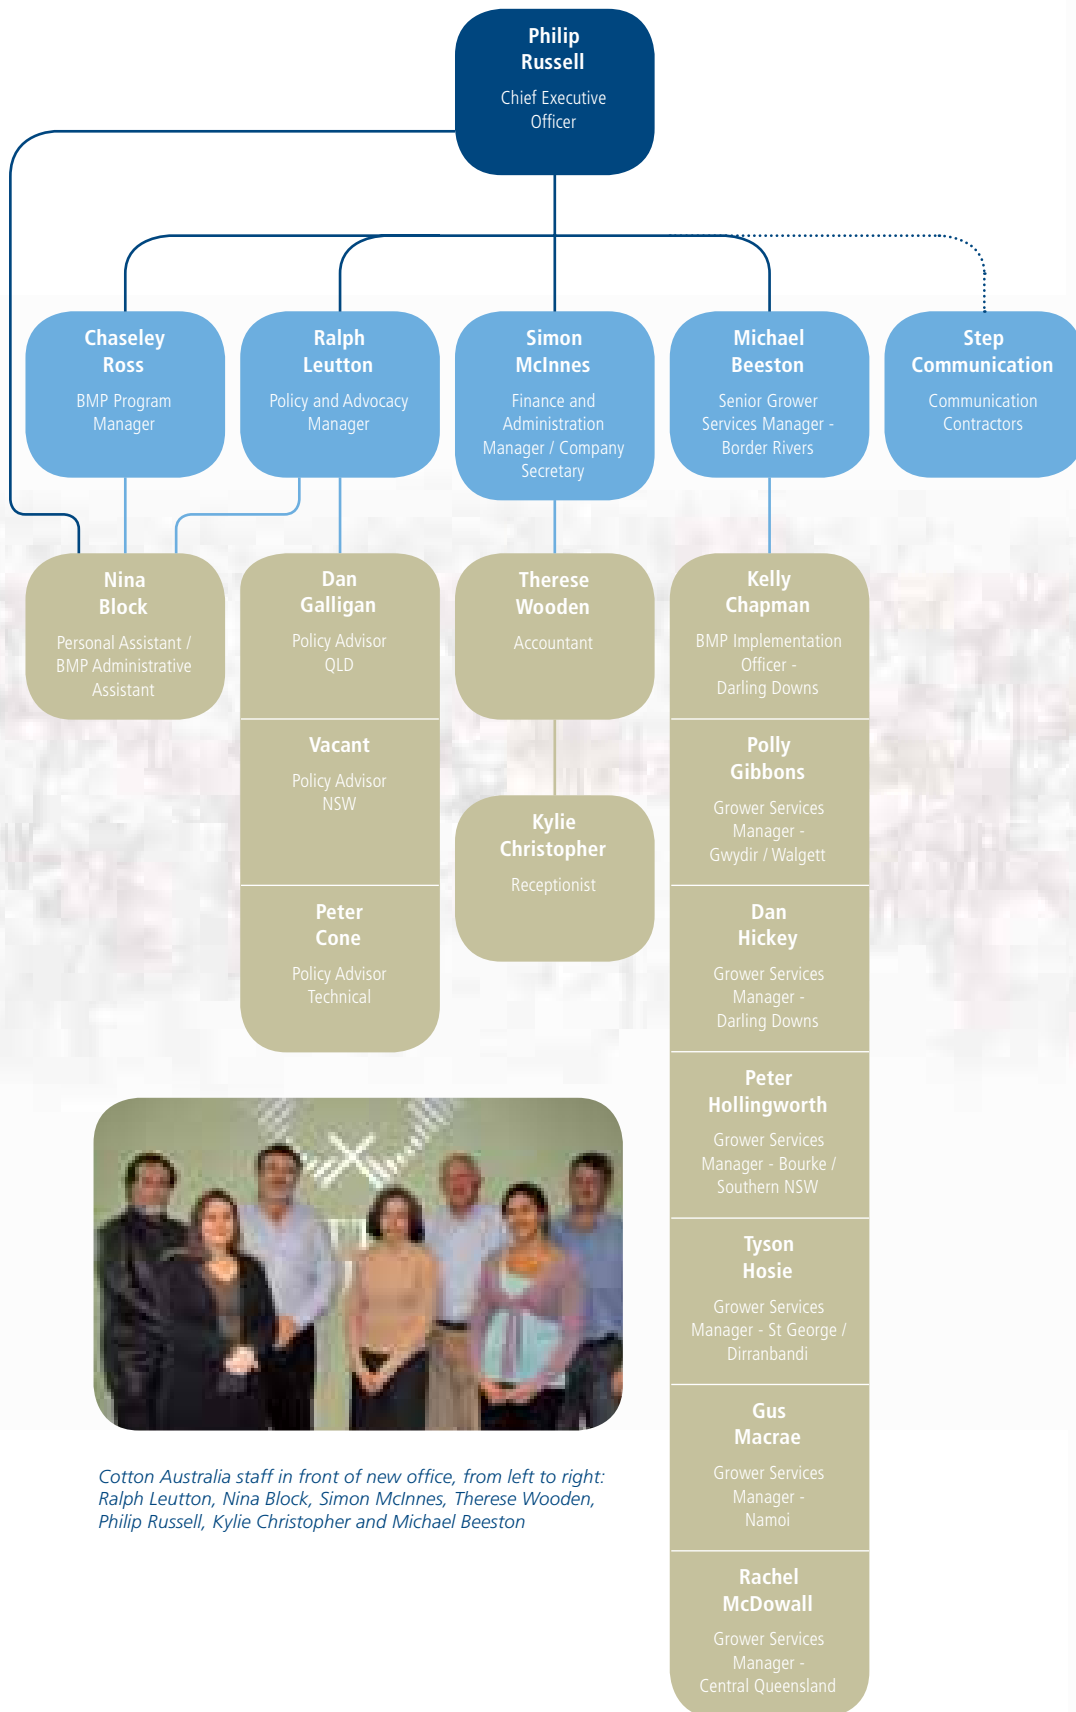 Philip
Russell
Chief Executive
Officer
Chaseley
Ross
BMP Program
Manager
Ralph
Leutton
Policy and Advocacy
Manager
Simon
McInnes
Finance and
Administration
Manager / Company
Secretary
Michael
Beeston
Senior Grower
Services Manager -
Border Rivers
Step
Communication
Communication
Contractors
Nina
Block
Personal Assistant /
BMP Administrative
Assistant
Dan
Galligan
Policy Advisor
QLD
Vacant
Policy Advisor
NSW
Peter
Cone
Policy Advisor
Technical
Therese
Wooden
Accountant
Kylie
Christopher
Receptionist
Kelly
Chapman
BMP Implementation
Officer -
Darling Downs
Polly
Gibbons
Grower Services
Manager -
Gwydir / Walgett
Dan
Hickey
Grower Services
Manager -
Darling Downs
Peter
Hollingworth
Grower Services
Manager - Bourke /
Southern NSW
Tyson
Hosie
Grower Services
Manager - St George /
Dirranbandi
Gus
Macrae
Grower Services
Manager -
Namoi
Rachel
McDowall
Grower Services
Manager -
Central Queensland
Cotton Australia staff in front of new office, from left to right:
Ralph Leutton, Nina Block, Simon McInnes, Therese Wooden,
Philip Russell, Kylie Christopher and Michael Beeston